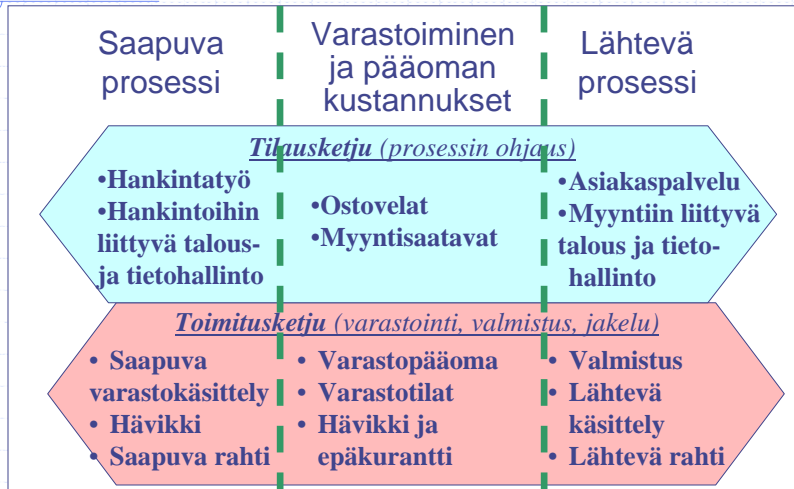 Saapuva
prosessi
Varastoiminen
ja pääoman
kustannukset
Lähtevä
prosessi
Tilausketju (prosessin ohjaus)
•Hankintatyö
•Hankintoihin
liittyvä talous-
ja tietohallinto
•Ostovelat
•Myyntisaatavat
•Asiakaspalvelu
•Myyntiin liittyvä
talous ja tieto-
hallinto
Toimitusketju (varastointi, valmistus, jakelu)
• Saapuva
varastokäsittely
• Hävikki
• Saapuva rahti
• Varastopääoma
• Varastotilat
• Hävikki ja
epäkurantti
• Valmistus
• Lähtevä
käsittely
• Lähtevä rahti